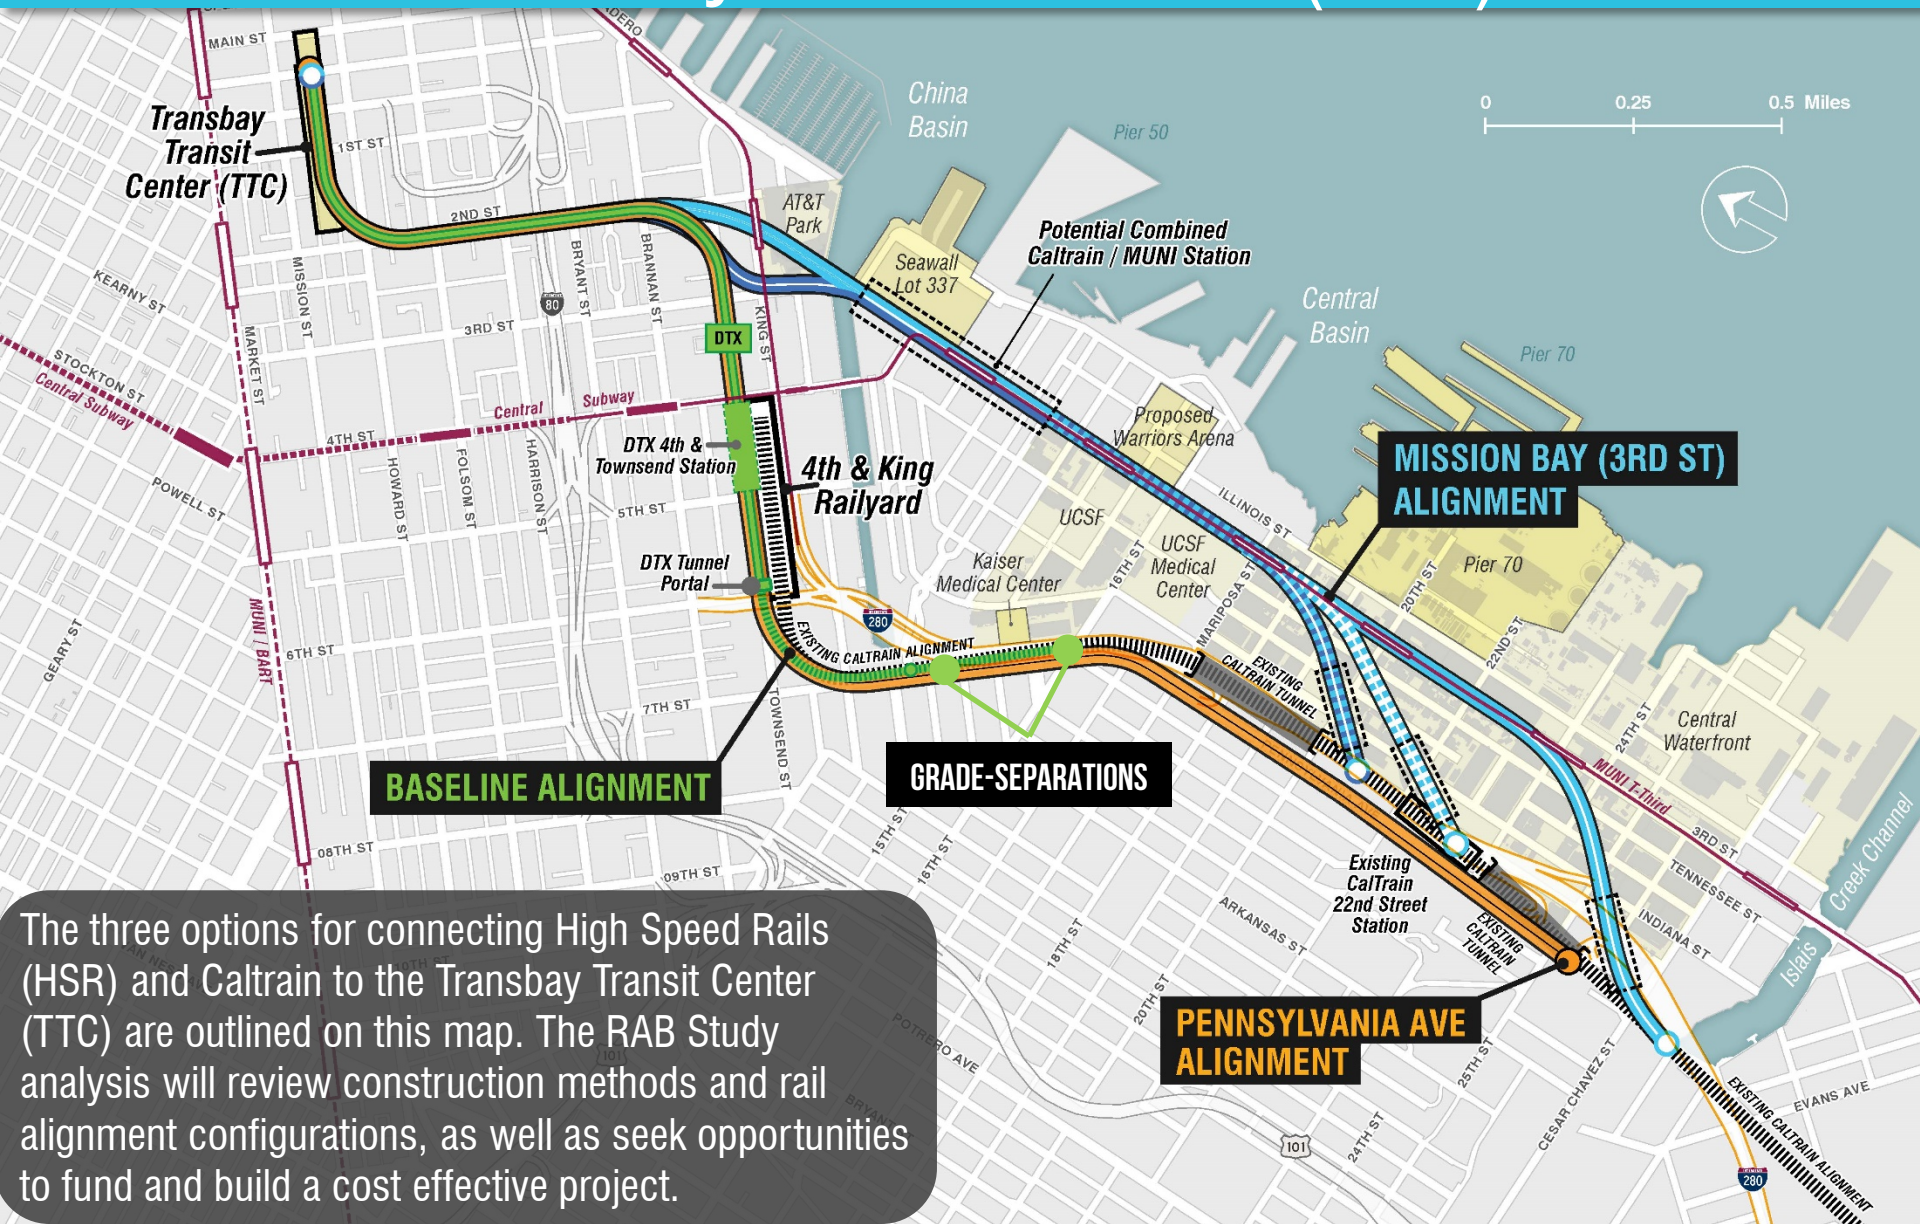 MAIN ST
Transbay
Transit
Center (TTC)
1ST ST
2ND ST
KEARNY ST
MISSION ST
80
BRYANT ST
BRANNAN ST
3RD ST
KING ST
DTX
STOCKTON ST
Central Subway
MARKET ST
4TH ST
Central
Subway
HOWARD ST
FOLSOM ST
HARRISON ST
5TH ST
POWELL ST
DTX 4th &
Townsend Station
4th & King
Railyard
DTX Tunnel
Portal
MUNI / BART
GEARY ST
6TH ST
7TH ST
TOWNSEND ST
08TH ST
09TH ST
10TH ST
China
Basin
Pier 50
0
0.25
0.5 Miles
AT&T
Park
Seawall
Lot 337
Potential Combined
Caltrain / MUNI Station
Central
Basin
Pier 70
Proposed
Warriors Arena
MISSION BAY (3RD ST)
ALIGNMENT
ILLINOIS ST
UCSF
UCSF
Medical
Center
Kaiser
Medical Center
16TH ST
MARIPOSA ST
20TH ST
22ND ST
Pier 70
280
EXISTING CALTRAIN ALIGNMENT
EXISTING
CALTRAIN TUNNEL
24TH ST
Central
Waterfront
MUNI T-Third
3RD ST
TENNESSEE ST
INDIANA ST
Islais
Creek Channel
BASELINE ALIGNMENT
GRADE-SEPARATIONS
15TH ST
16TH ST
18TH ST
20TH ST
ARKANSAS ST
Existing
CalTrain
22nd Street
Station
EXISTING
CALTRAIN
TUNNEL
PENNSYLVANIA AVE
ALIGNMENT
POTRERO AVE
BRYANT
101
101
24TH ST
25TH ST
CESAR CHAVEZ ST
EVANS AVE
EXISTING CALTRAIN ALIGNMENT
280
The three options for connecting High Speed Rails
(HSR) and Caltrain to the Transbay Transit Center
(TTC) are outlined on this map. The RAB Study
analysis will review construction methods and rail
alignment configurations, as well as seek opportunities
to fund and build a cost effective project.